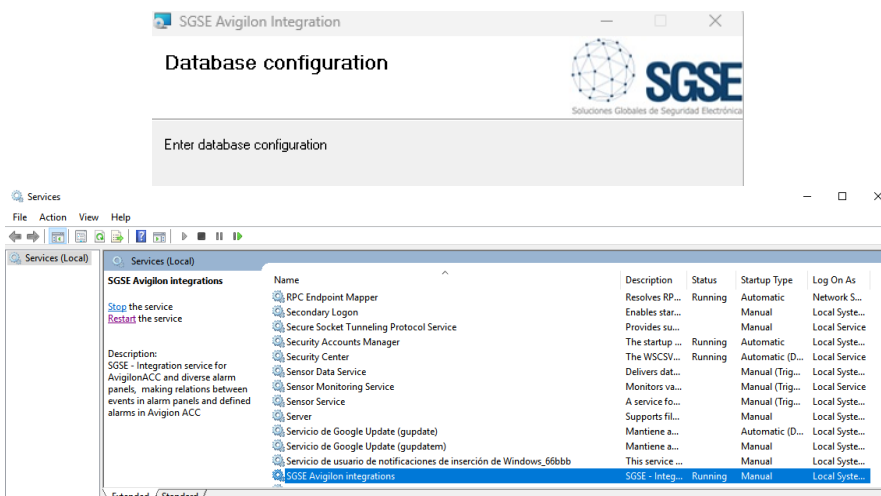 SGSE Avigilon Integration
Database configuration
SGSE
Soluciones Globales de Seguridad Electrónica
Enter database configuration
Services
File Action View Help
Services (Local)
Services (Local)
SGSE Avigilon integrations
Stop the service
Restart the service
Description:
SGSE - Integration service for
AvigilonACC and diverse alarm
panels, making relations between
events in alarm panels and defined
alarms in Avigion ACC
Name Description Status Startup Type Log On As
RPC Endpoint Mapper Resolves RP... Running Automatic Network S...
Secondary Logon Enables star... Manual Local Syste...
Secure Socket Tunneling Protocol Service Provides su... Manual Local Service
Security Accounts Manager The startup ... Running Automatic Local Syste...
Security Center The WSCSV... Running Automatic (D... Local Service
Sensor Data Service Delivers dat... Manual (Trig... Local Syste...
Sensor Monitoring Service Monitors va... Manual (Trig... Local Service
Sensor Service A service fo... Manual (Trig... Local Syste...
Server Supports fil... Manual Local Syste...
Servicio de Google Update (gupdate) Mantiene a... Automatic (D... Local Syste...
Servicio de Google Update (gupdatem) Mantiene a... Manual Local Syste...
Servicio de usuario de notificaciones de inserción de Windows_66bbb This service ... Manual Local Syste...
SGSE Avigilon integrations SGSE - Integ... Running Manual Local Syste...
Extended Standard